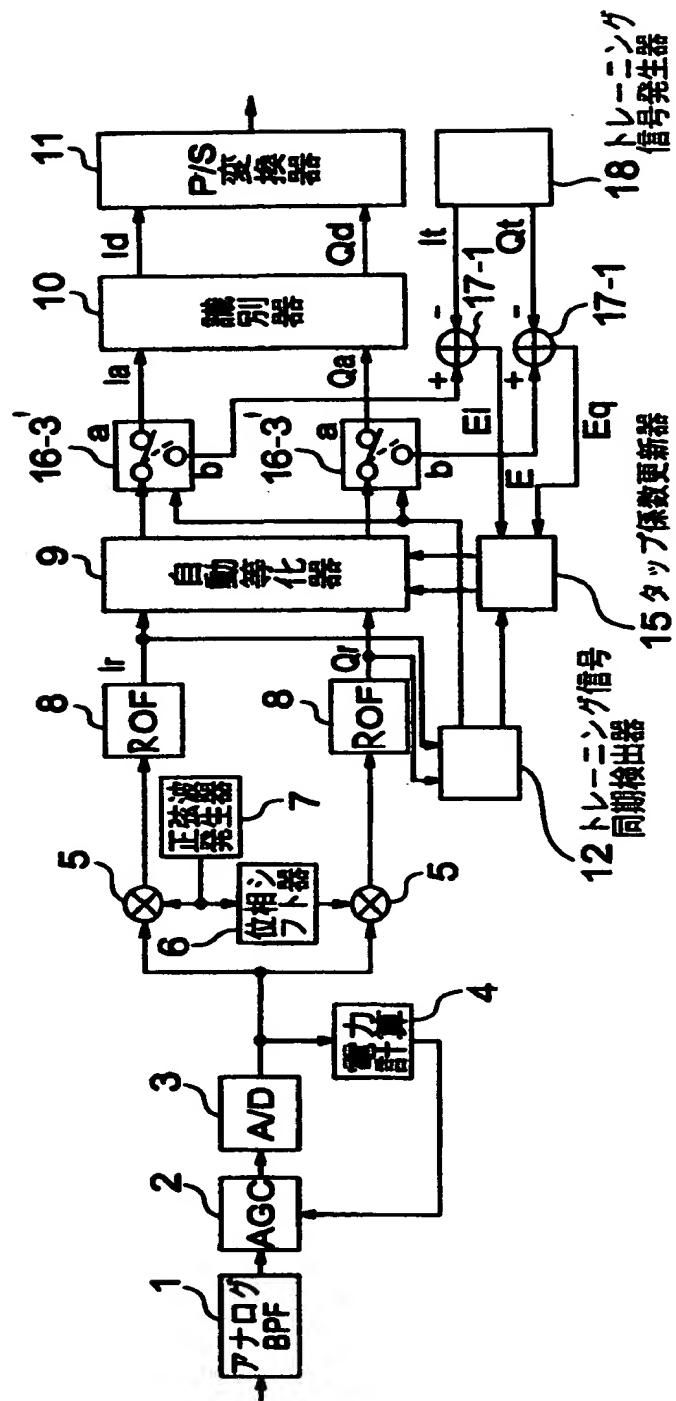 1
アナログ
BPF
2
AGC
3
A/D
電力
計算
4
5
正弦波
発生器
7
位相シ
フト器
6
5
8
ROF
Ir
8
ROF
Qr
12 トレーニング信号
同期検出器
9
自動等化器
16-3'
a
b
16-3'
a
b
Ia
Qa
10
識別器
Id
Qd
11
P/S
変換器
+
-
17-1
+
-
17-1
Ei
E
Eq
It
Qt
15 タップ係数更新器
18 トレーニング
信号発生器